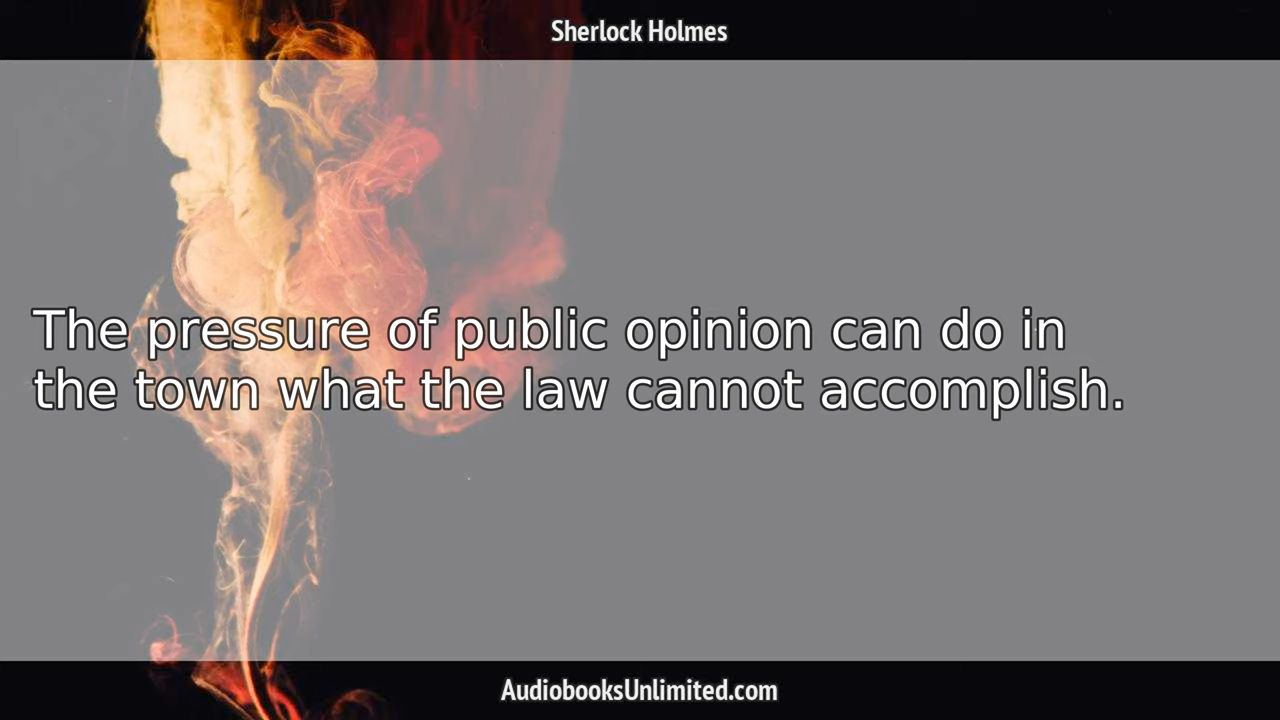 Sherlock Holmes
The pressure of public opinion can do in
the town what the law cannot accomplish.
AudiobooksUnlimited.com